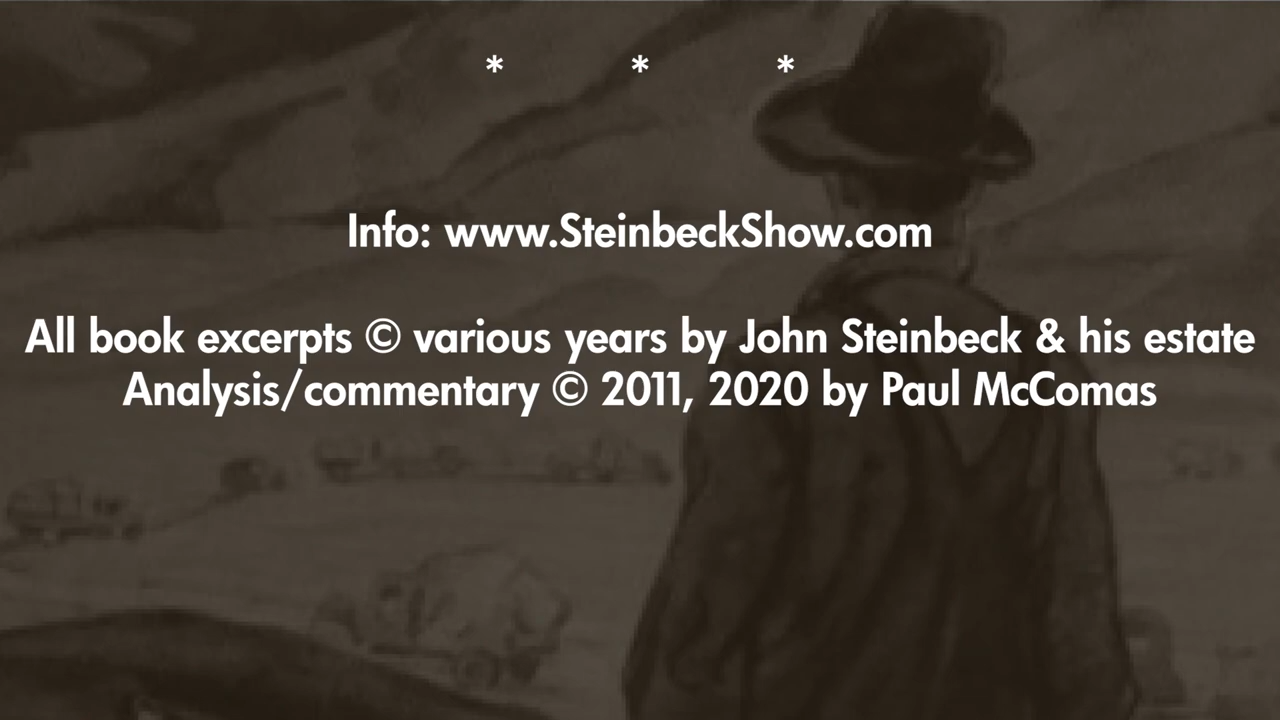 * * *
Info: www.SteinbeckShow.com
All book excerpts © various years by John Steinbeck & his estate
Analysis/commentary © 2011, 2020 by Paul McComas